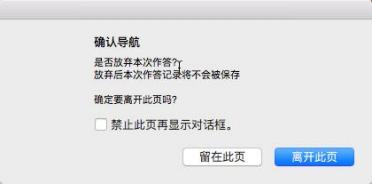 确认导航
是否放弃本次作答?
放弃后本次作答记录将不会被保存
确定要离开此页吗?
禁止此页再显示对话框。
留在此页
离开此页